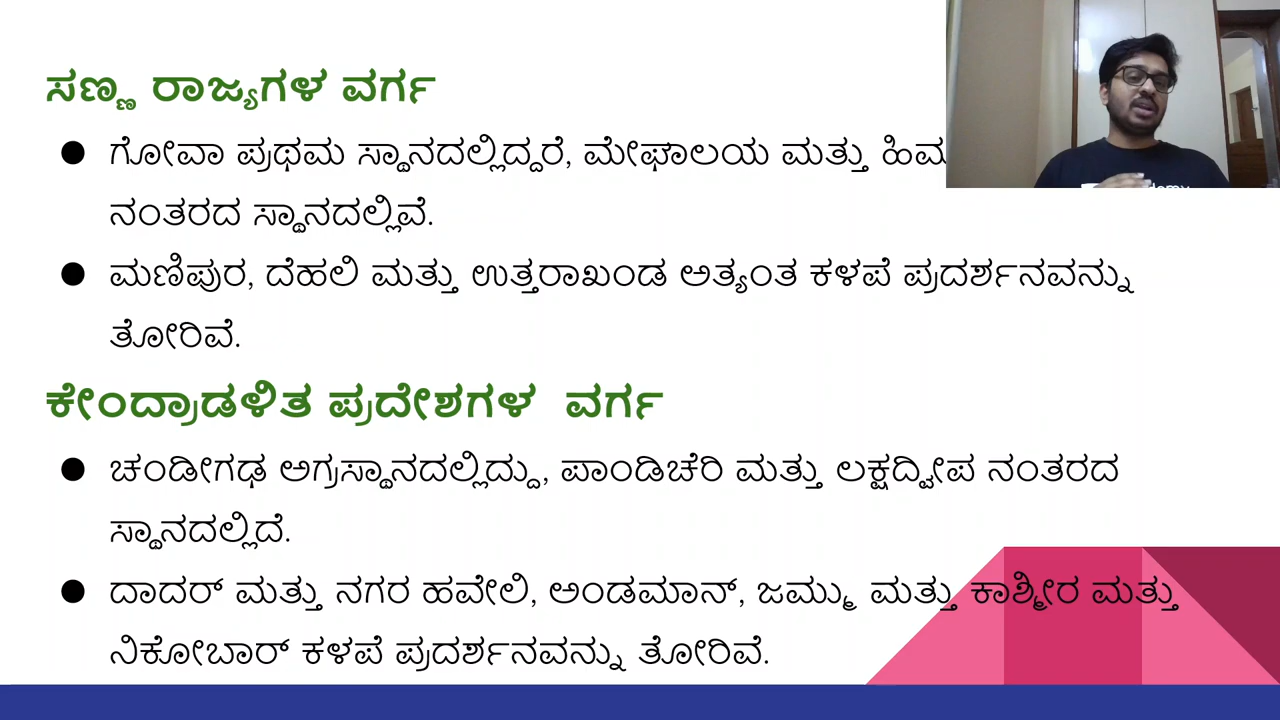 ಸಣ್ಣ ರಾಜ್ಯಗಳ ವರ್ಗ
● ಗೋವಾ ಪ್ರಥಮ ಸ್ಥಾನದಲ್ಲಿದ್ದರೆ, ಮೇಘಾಲಯ ಮತ್ತು
ನಂತರದ ಸ್ಥಾನದಲ್ಲಿವೆ.
● ಮಣಿಪುರ, ದೆಹಲಿ ಮತ್ತು ಉತ್ತರಾಖಂಡ ಅತ್ಯಂತ ಕಳಪೆ ಪ್ರದರ್ಶನವನ್ನು
ತೋರಿವೆ.
ಕೇಂದ್ರಾಡಳಿತ ಪ್ರದೇಶಗಳ ವರ್ಗ
● ಚಂಡೀಗಢ ಅಗ್ರಸ್ಥಾನದಲ್ಲಿದ್ದು, ಪಾಂಡಿಚೆರಿ ಮತ್ತು ಲಕ್ಷದ್ವೀಪ ನಂತರದ
ಸ್ಥಾನದಲ್ಲಿದೆ.
● ದಾದರ್ ಮತ್ತು ನಗರ ಹವೇಲಿ, ಅಂಡಮಾನ್, ಜಮ್ಮು ಮತ್ತು ಕಾಶ್ಮೀರ ಮತ್ತು
ನಿಕೋಬಾರ್ ಕಳಪೆ ಪ್ರದರ್ಶನವನ್ನು ತೋರಿವೆ.